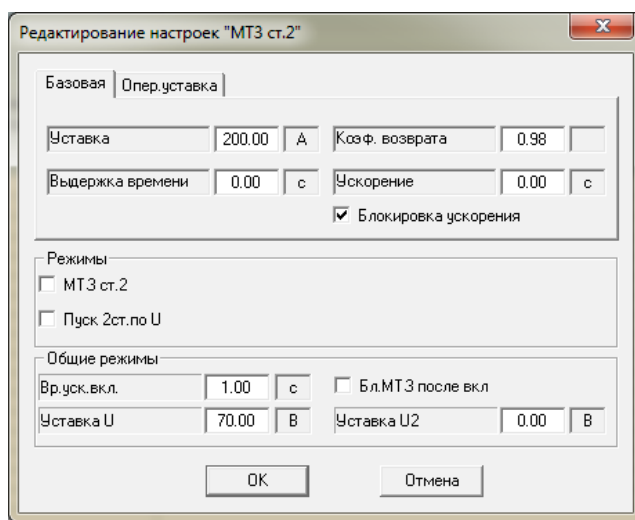 Редактирование настроек "МТЗ ст.2"
Базовая Опер.уставка
Уставка 200.00 А Коэф. возврата 0.98
Выдержка времени 0.00 с Ускорение 0.00 с
Блокировка ускорения
Режимы
МТЗ ст.2
Пуск 2ст.по U
Общие режимы
Вр.уск.вкл. 1.00 с Бл.МТЗ после вкл
Уставка U 70.00 В Уставка U2 0.00 В
OK Отмена